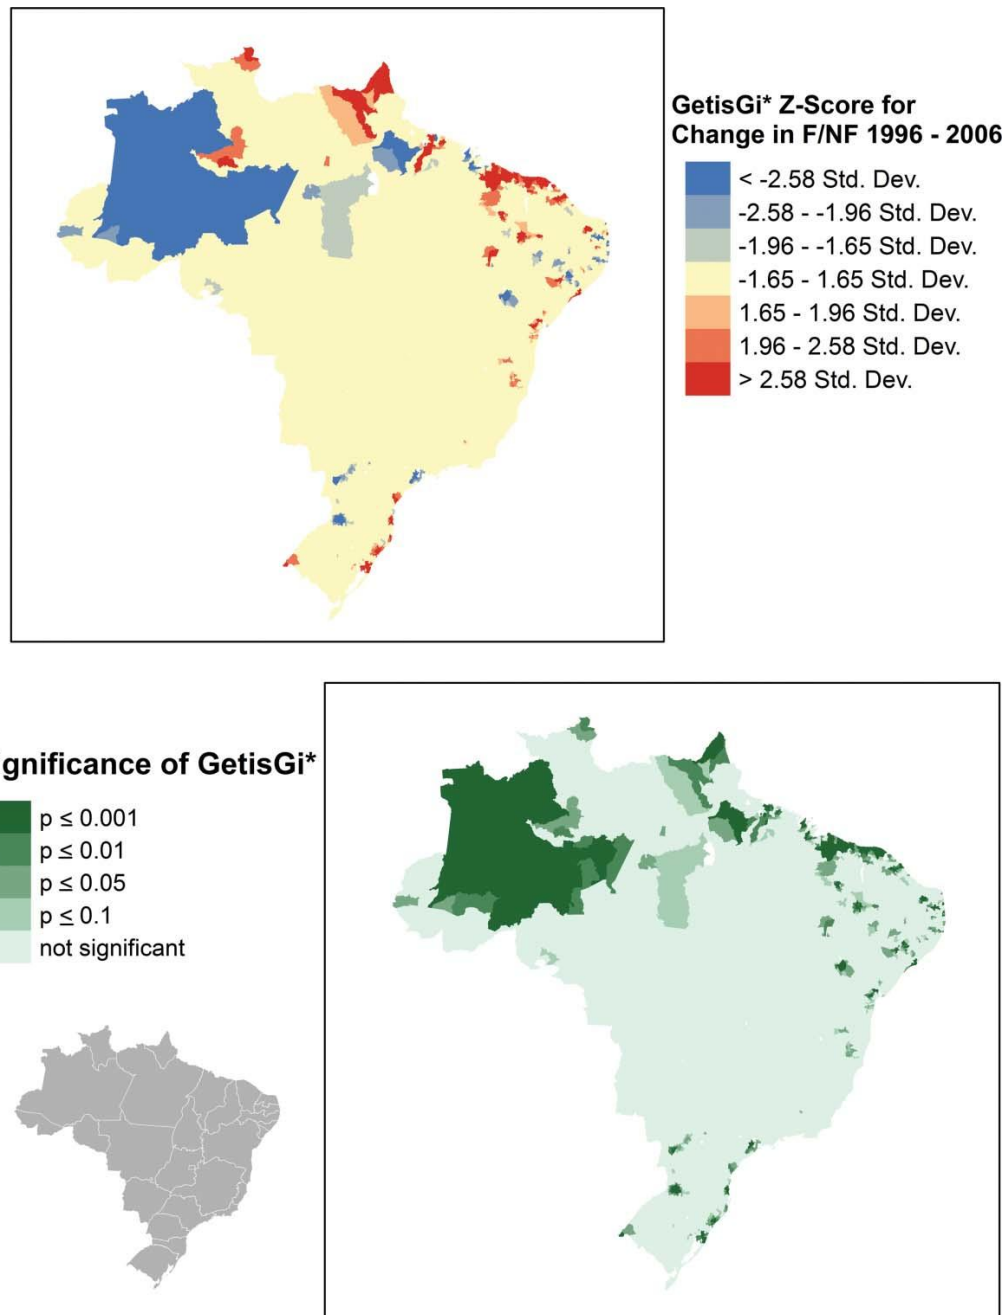 GetisGi* Z-Score for
Change in F/NF 1996 - 2006
< -2.58 Std. Dev.
-2.58 - -1.96 Std. Dev.
-1.96 - -1.65 Std. Dev.
-1.65 - 1.65 Std. Dev.
1.65 - 1.96 Std. Dev.
1.96 - 2.58 Std. Dev.
> 2.58 Std. Dev.
gnificance of GetisGi*
p ≤ 0.001
p ≤ 0.01
p ≤ 0.05
p ≤ 0.1
not significant